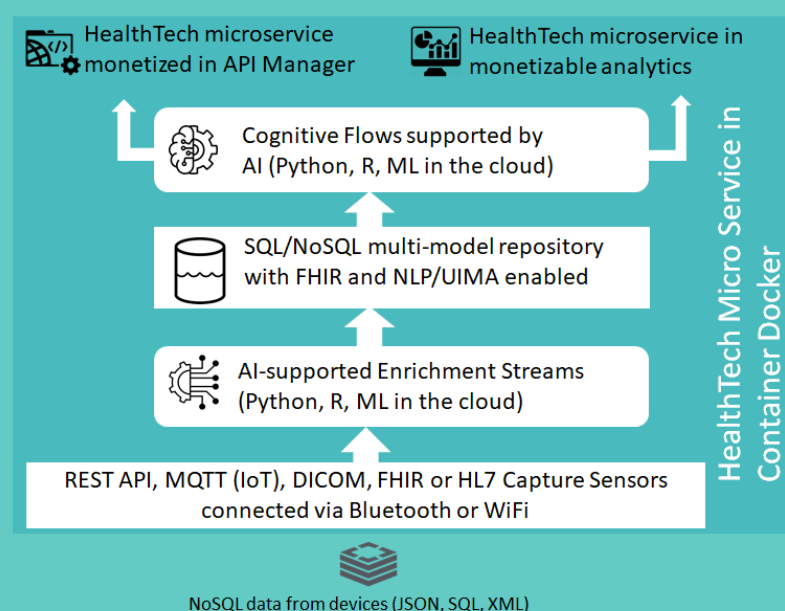 HealthTech microservice
monetized in API Manager
HealthTech microservice in
monetizable analytics
Cognitive Flows supported by
AI (Python, R, ML in the cloud)
SQL/NoSQL multi-model repository
with FHIR and NLP/UIMA enabled
AI-supported Enrichment Streams
(Python, R, ML in the cloud)
REST API, MQTT (IoT), DICOM, FHIR or HL7 Capture Sensors
connected via Bluetooth or WiFi
HealthTech Micro Service in
Container Docker
NoSQL data from devices (JSON, SQL, XML)